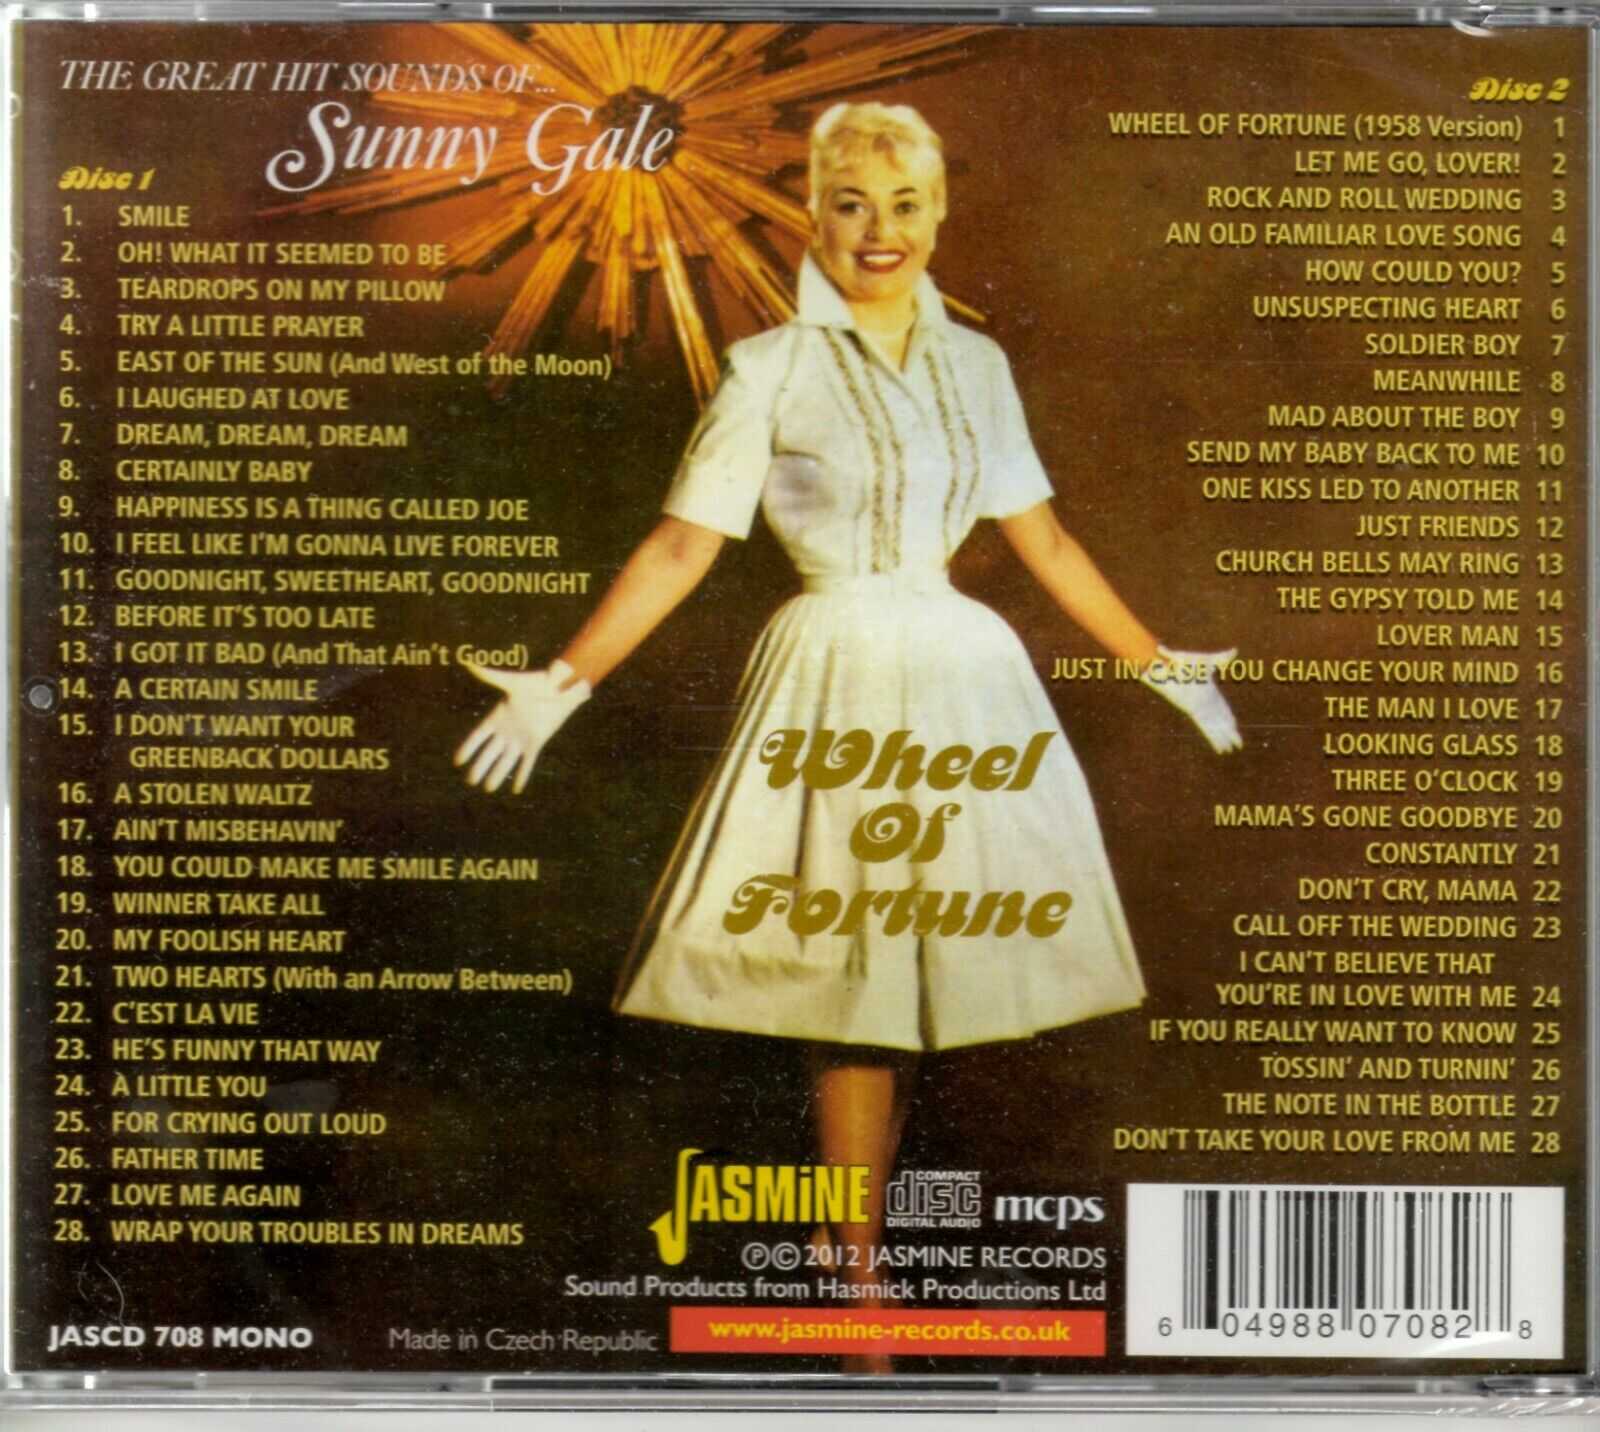 THE GREAT HIT SOUNDS OF...
Sunny Gale
Disc 1
1. SMILE
2. OH! WHAT IT SEEMED TO BE
3. TEARDROPS ON MY PILLOW
4. TRY A LITTLE PRAYER
5. EAST OF THE SUN (And West of the Moon)
6. I LAUGHED AT LOVE
7. DREAM, DREAM, DREAM
8. CERTAINLY BABY
9. HAPPINESS IS A THING CALLED JOE
10. I FEEL LIKE I'M GONNA LIVE FOREVER
11. GOODNIGHT, SWEETHEART, GOODNIGHT
12. BEFORE IT'S TOO LATE
13. I GOT IT BAD (And That Ain't Good)
14. A CERTAIN SMILE
15. I DON'T WANT YOUR
GREENBACK DOLLARS
16. A STOLEN WALTZ
17. AIN'T MISBEHAVIN'
18. YOU COULD MAKE ME SMILE AGAIN
19. WINNER TAKE ALL
20. MY FOOLISH HEART
21. TWO HEARTS (With an Arrow Between)
22. C'EST LA VIE
23. HE'S FUNNY THAT WAY
24. A LITTLE YOU
25. FOR CRYING OUT LOUD
26. FATHER TIME
27. LOVE ME AGAIN
28. WRAP YOUR TROUBLES IN DREAMS
Disc 2
WHEEL OF FORTUNE (1958 Version) 1
LET ME GO, LOVER! 2
ROCK AND ROLL WEDDING 3
AN OLD FAMILIAR LOVE SONG 4
HOW COULD YOU? 5
UNSUSPECTING HEART 6
SOLDIER BOY 7
MEANWHILE 8
MAD ABOUT THE BOY 9
SEND MY BABY BACK TO ME 10
ONE KISS LED TO ANOTHER 11
JUST FRIENDS 12
CHURCH BELLS MAY RING 13
THE GYPSY TOLD ME 14
LOVER MAN 15
JUST IN CASE YOU CHANGE YOUR MIND 16
THE MAN I LOVE 17
LOOKING GLASS 18
THREE O'CLOCK 19
MAMA'S GONE GOODBYE 20
CONSTANTLY 21
DON'T CRY, MAMA 22
CALL OFF THE WEDDING 23
I CAN'T BELIEVE THAT
YOU'RE IN LOVE WITH ME 24
IF YOU REALLY WANT TO KNOW 25
TOSSIN' AND TURNIN' 26
THE NOTE IN THE BOTTLE 27
DON'T TAKE YOUR LOVE FROM ME 28
Wheel
Of
Fortune
JASMiNE
COMPACT
disc
DIGITAL AUDIO
mcps
Ⓟ©2012 JASMINE RECORDS
Sound Products from Hasmick Productions Ltd
www.jasmine-records.co.uk
JASCD 708 MONO
Made in Czech Republic
6 04988 07082 8